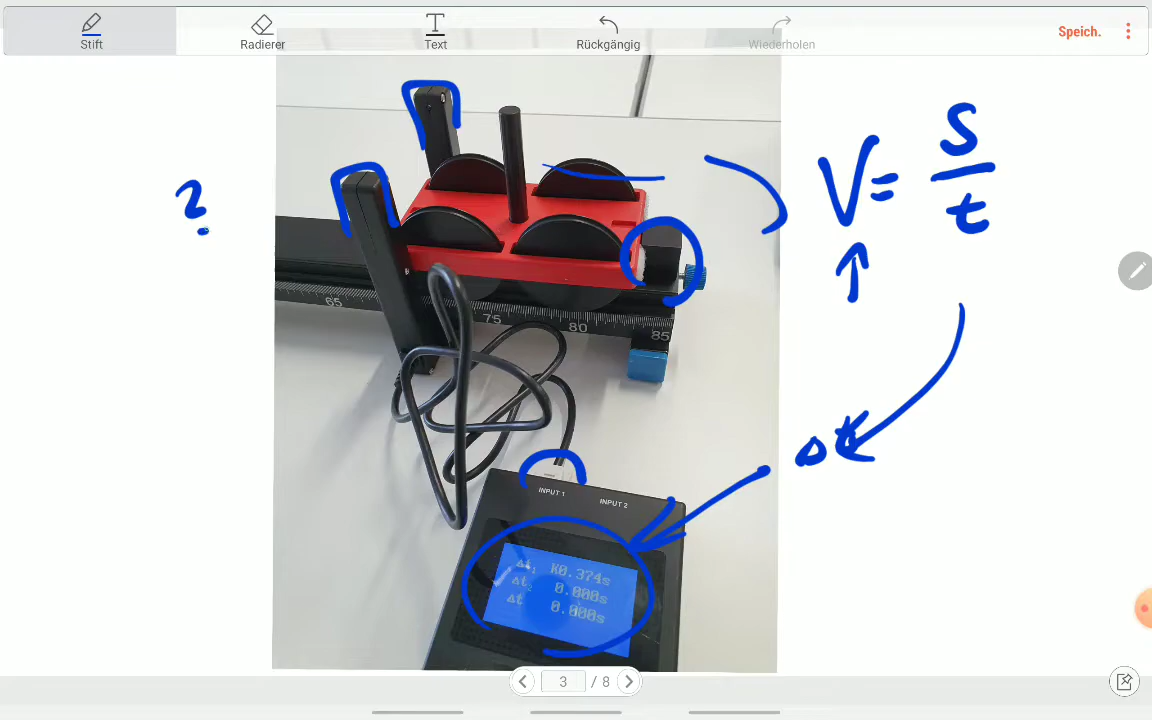 Stift
Radierer
Text
Rückgängig
Wiederholen
Speich.
?
V = s/t
Δt
65
75
80
85
INPUT 1
INPUT 2
Δt₁ K0.374s
Δt₂ 0.000s
Δt 0.000s
3 / 8